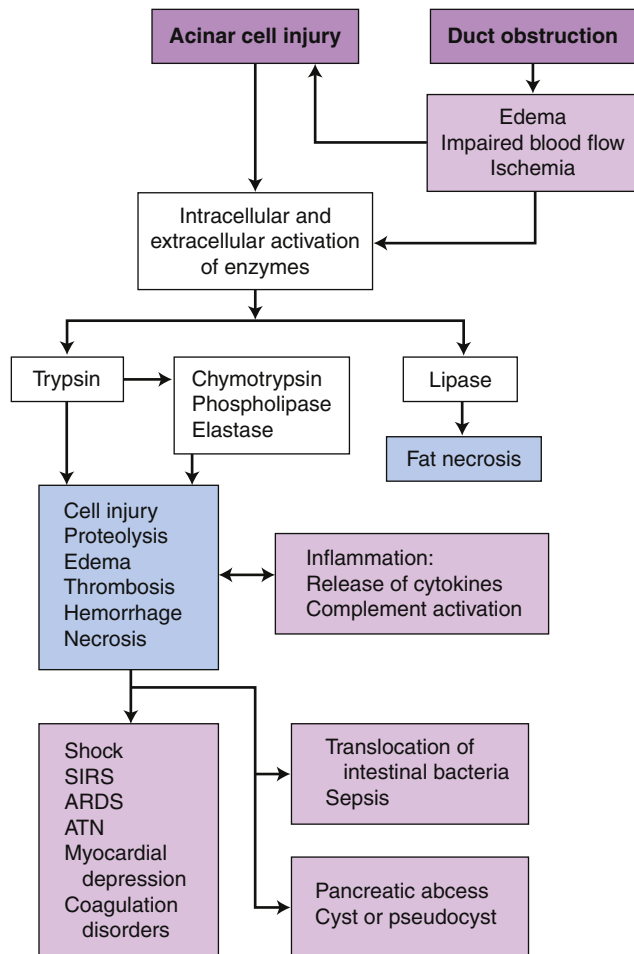 Acinar cell injury
Duct obstruction
Edema
Impaired blood flow
Ischemia
Intracellular and
extracellular activation
of enzymes
Trypsin
Chymotrypsin
Phospholipase
Elastase
Lipase
Fat necrosis
Cell injury
Proteolysis
Edema
Thrombosis
Hemorrhage
Necrosis
Inflammation:
Release of cytokines
Complement activation
Shock
SIRS
ARDS
ATN
Myocardial
depression
Coagulation
disorders
Translocation of
intestinal bacteria
Sepsis
Pancreatic abcess
Cyst or pseudocyst